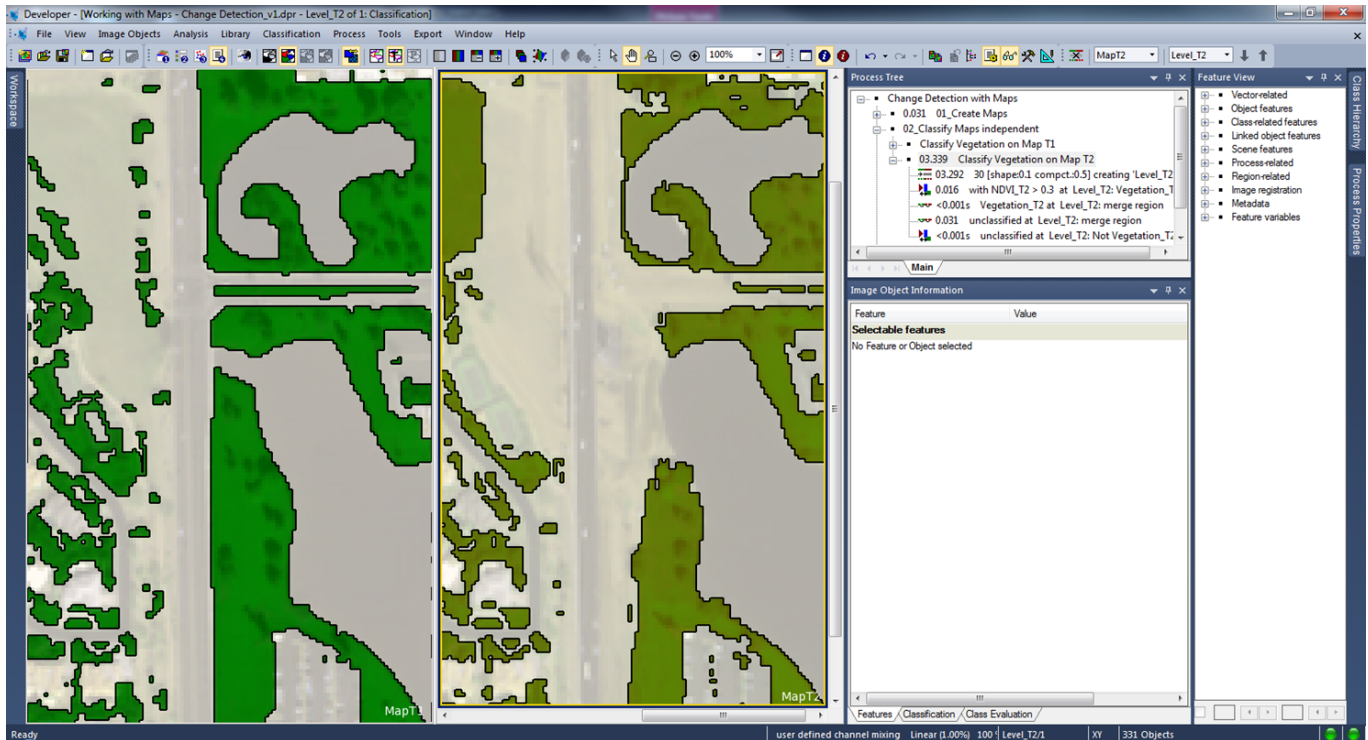 Developer - [Working with Maps - Change Detection_v1.dpr - Level_T2 of 1: Classification]
File View Image Objects Analysis Library Classification Process Tools Export Window Help
100% MapT2 Level_T2
Workspace
MapT1
MapT2
Process Tree
Change Detection with Maps
0.031 01_Create Maps
02_Classify Maps independent
Classify Vegetation on Map T1
03.339 Classify Vegetation on Map T2
03.292 30 [shape:0.1 compct.:0.5] creating 'Level_T2
0.016 with NDVI_T2 > 0.3 at Level_T2: Vegetation_T
<0.001s Vegetation_T2 at Level_T2: merge region
0.031 unclassified at Level_T2: merge region
<0.001s unclassified at Level_T2: Not Vegetation_T2
Main
Image Object Information
Feature Value
Selectable features
No Feature or Object selected
Features Classification Class Evaluation
Feature View
Vector-related
Object features
Class-related features
Linked object features
Scene features
Process-related
Region-related
Image registration
Metadata
Feature variables
Class Hierarchy
Process Properties
Ready user defined channel mixing Linear (1.00%) 100 Level_T2/1 XY 331 Objects